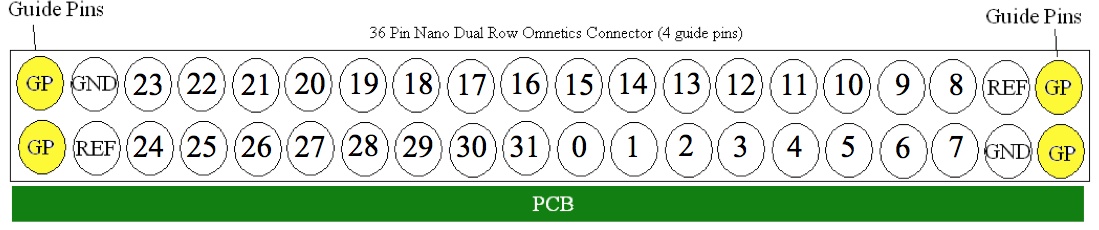 Guide Pins
Guide Pins
36 Pin Nano Dual Row Omnetics Connector (4 guide pins)
GP GND 23 22 21 20 19 18 17 16 15 14 13 12 11 10 9 8 REF GP
GP REF 24 25 26 27 28 29 30 31 0 1 2 3 4 5 6 7 GND GP
PCB